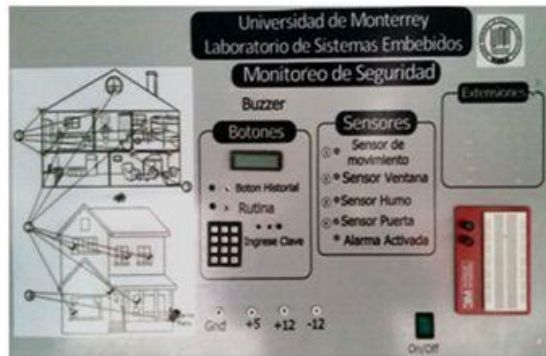 Universidad de Monterrey
Laboratorio de Sistemas Embebidos
Monitoreo de Seguridad
Buzzer
Botones
Boton Historial
Rutina
Ingrese Clave
Sensores
Sensor de
movimiento
Sensor Ventana
Sensor Humo
Sensor Puerta
Alarma Activada
Extensiones
Gnd +5 +12 -12
On/Off